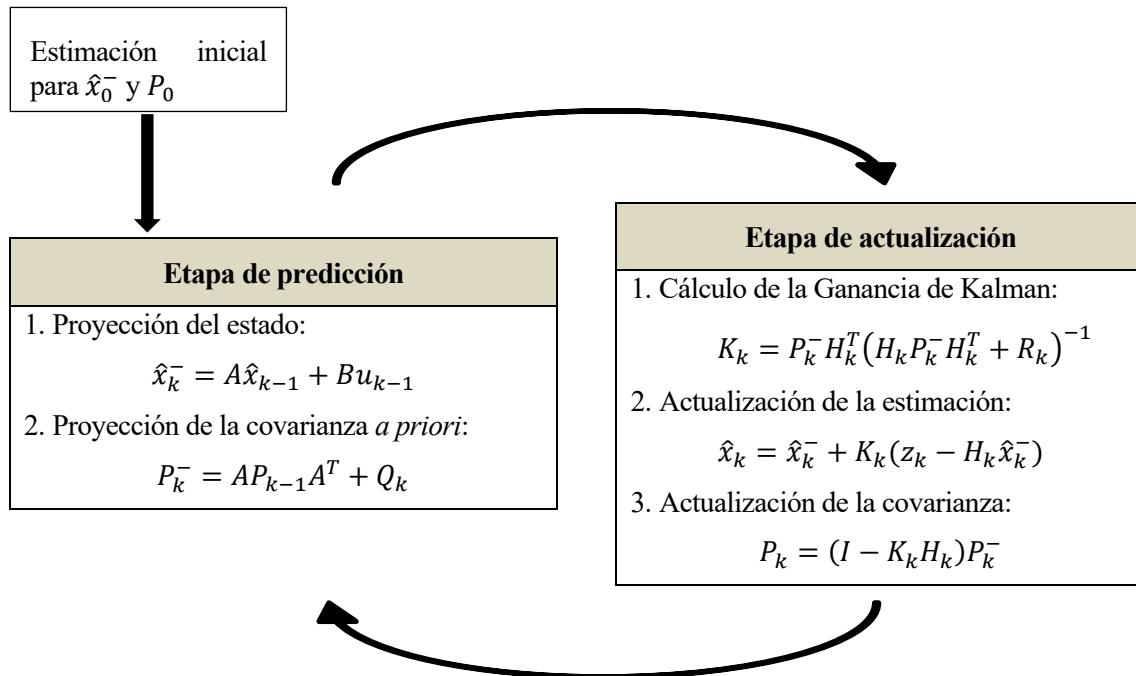 Estimación inicial
para x̂₀⁻ y P₀
Etapa de predicción
1. Proyección del estado:
x̂ₖ⁻ = Ax̂ₖ₋₁ + Buₖ₋₁
2. Proyección de la covarianza a priori:
Pₖ⁻ = APₖ₋₁Aᵀ + Qₖ
Etapa de actualización
1. Cálculo de la Ganancia de Kalman:
Kₖ = Pₖ⁻Hₖᵀ(HₖPₖ⁻Hₖᵀ + Rₖ)⁻¹
2. Actualización de la estimación:
x̂ₖ = x̂ₖ⁻ + Kₖ(zₖ − Hₖx̂ₖ⁻)
3. Actualización de la covarianza:
Pₖ = (I − KₖHₖ)Pₖ⁻